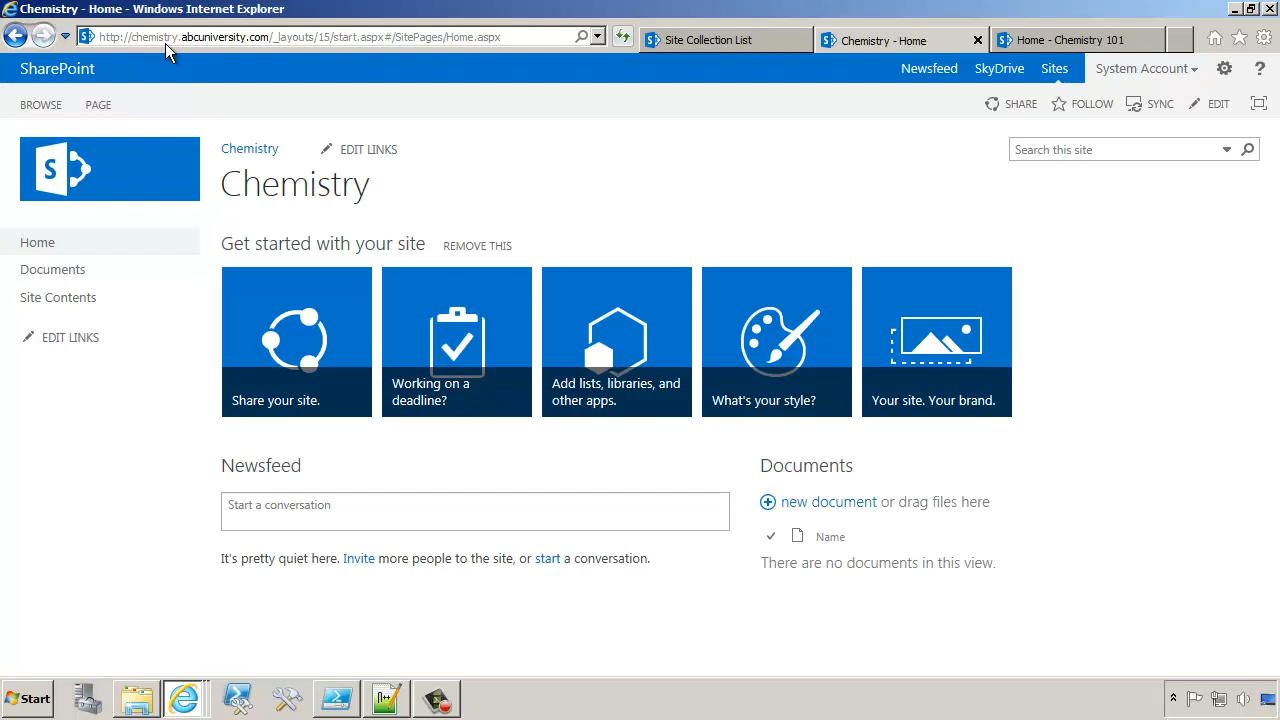 Chemistry - Home - Windows Internet Explorer
http://chemistry.abcuniversity.com/_layouts/15/start.aspx#/SitePages/Home.aspx
Site Collection List
Chemistry - Home
Home - Chemistry 101
SharePoint
Newsfeed
SkyDrive
Sites
System Account
?
BROWSE
PAGE
SHARE
FOLLOW
SYNC
EDIT
S
Chemistry
EDIT LINKS
Search this site
Chemistry
Home
Documents
Site Contents
EDIT LINKS
Get started with your site
REMOVE THIS
Share your site.
Working on a
deadline?
Add lists, libraries, and
other apps.
What's your style?
Your site. Your brand.
Newsfeed
Start a conversation
It's pretty quiet here. Invite more people to the site, or start a conversation.
Documents
new document or drag files here
Name
There are no documents in this view.
Start